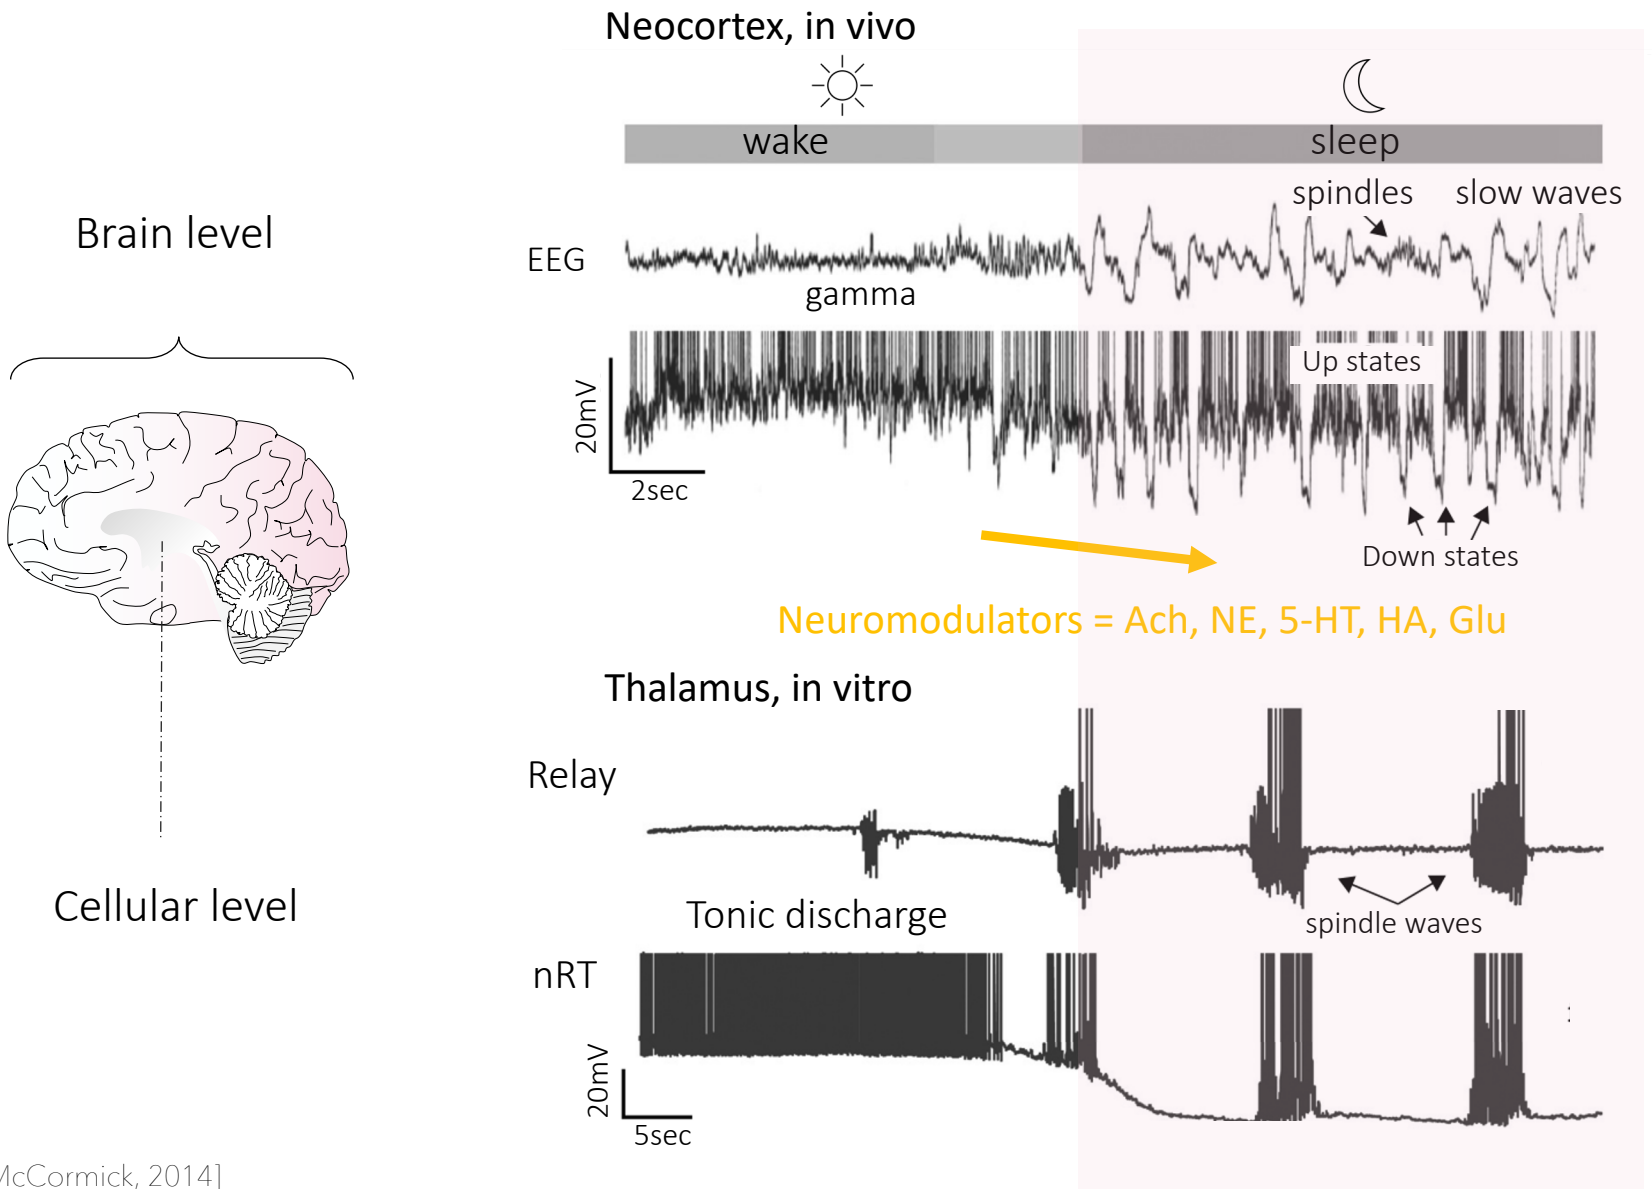 Neocortex, in vivo
wake
sleep
spindles
slow waves
Brain level
EEG
gamma
Up states
20mV
2sec
Down states
Neuromodulators = Ach, NE, 5-HT, HA, Glu
Thalamus, in vitro
Relay
Cellular level
Tonic discharge
spindle waves
nRT
20mV
5sec
McCormick, 2014]